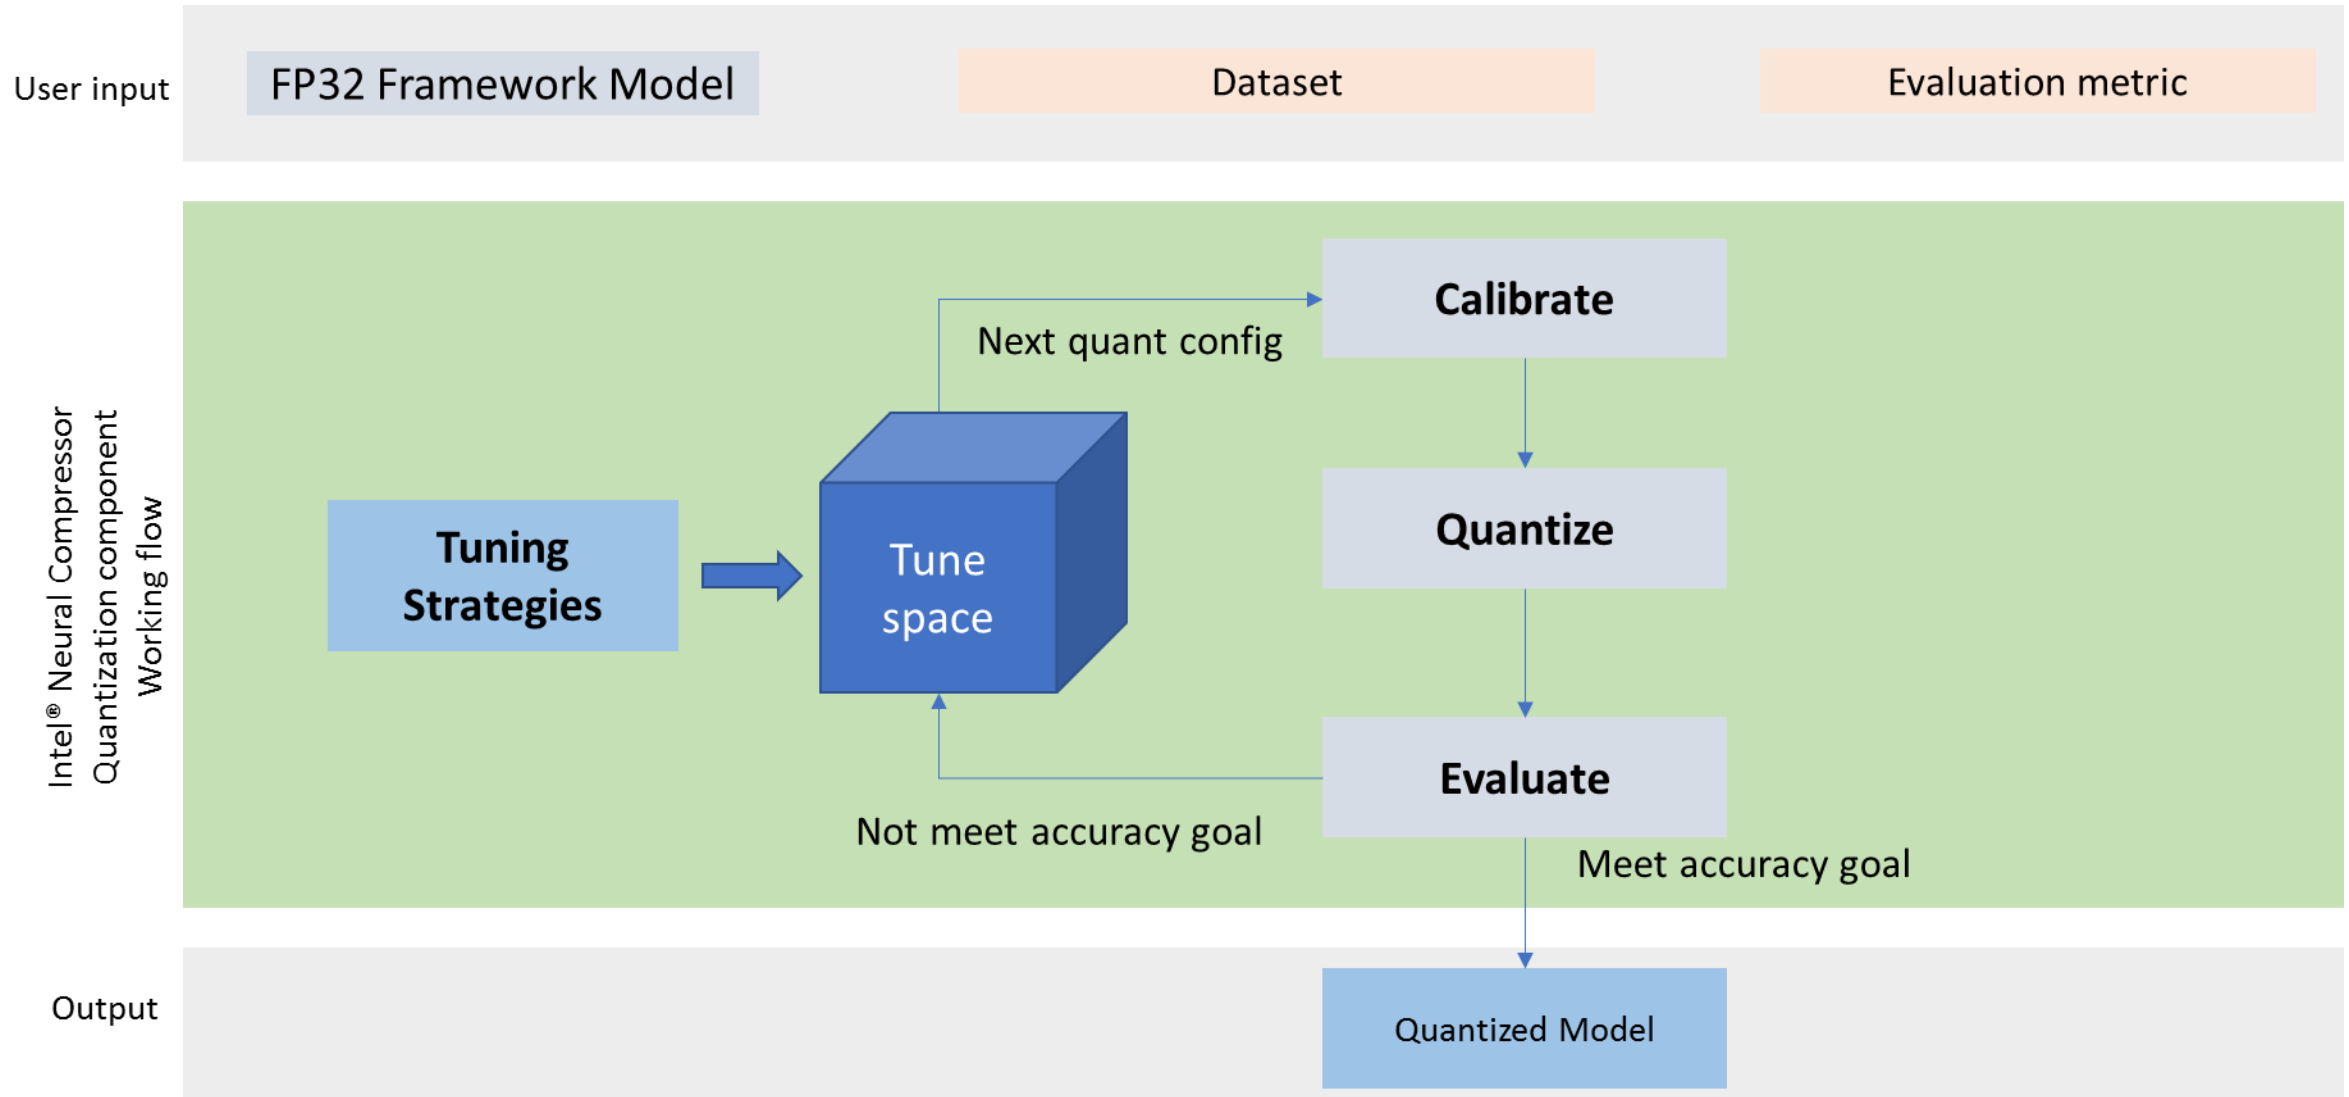 User input
FP32 Framework Model
Dataset
Evaluation metric
Intel® Neural Compressor
Quantization component
Working flow
Tuning
Strategies
Tune
space
Next quant config
Calibrate
Quantize
Evaluate
Not meet accuracy goal
Meet accuracy goal
Output
Quantized Model